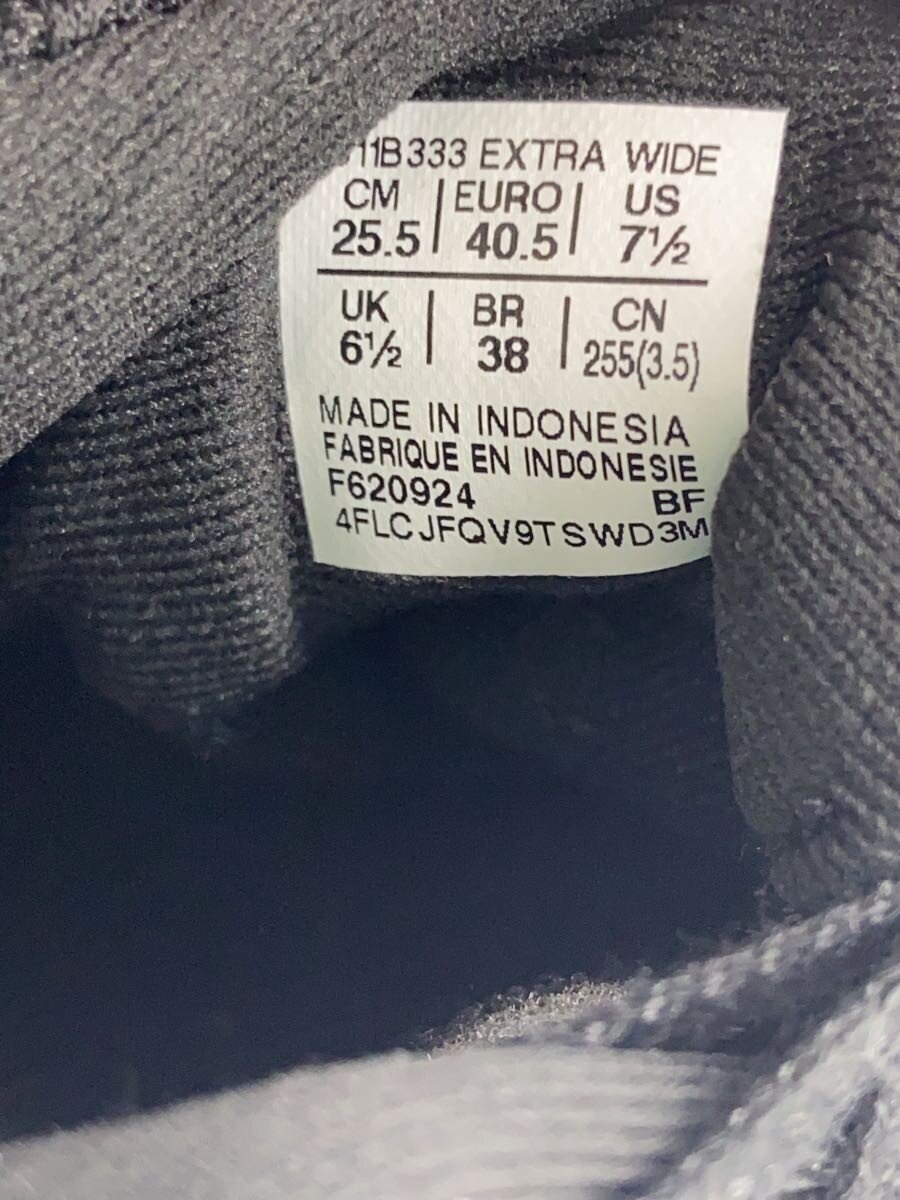 EXTRA WIDE
CM | EURO | US
25.5 | 40.5 | 7½
UK | BR | CN
6½ | 38 | 255(3.5)
MADE IN INDONESIA
FABRIQUE EN INDONESIE
F620924 BF
4FLCJFQV9TSWD3M